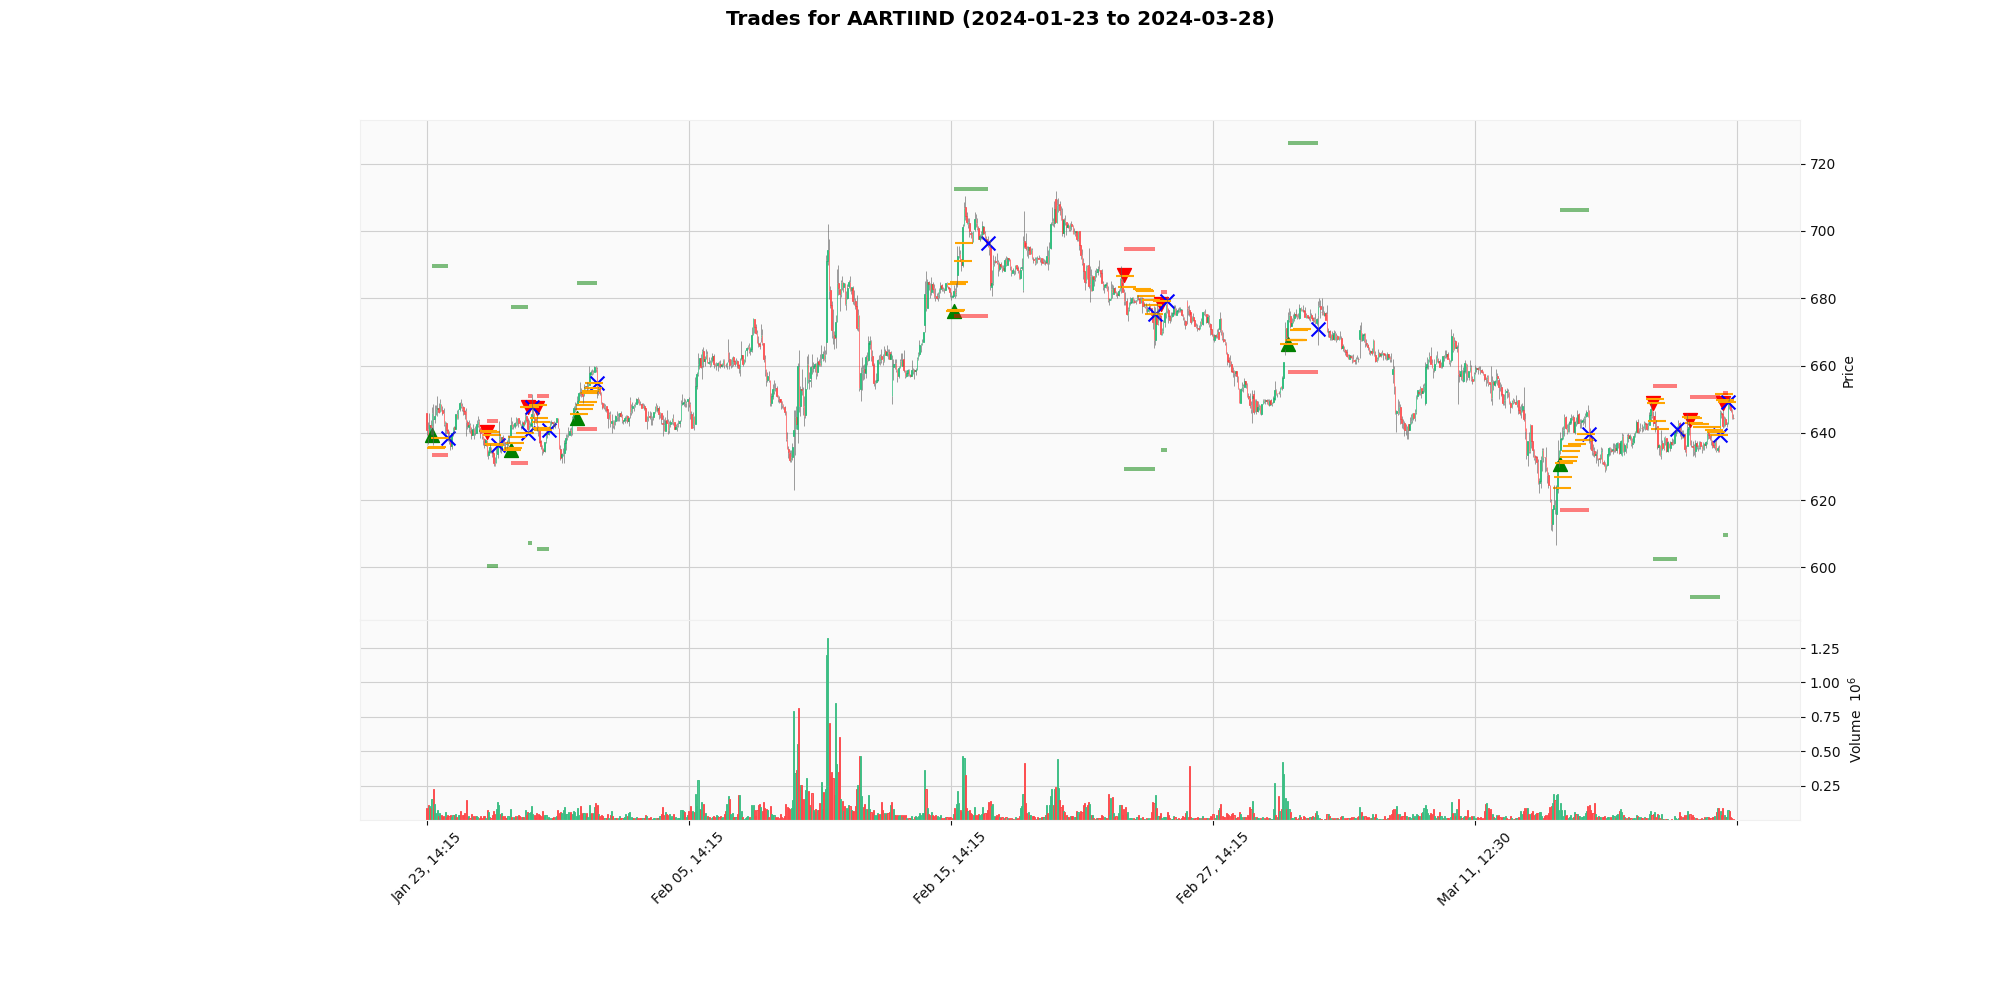 Trades for AARTIIND (2024-01-23 to 2024-03-28)
720
700
680
660
640
620
600
Price
1.25
1.00
0.75
0.50
0.25
Volume 10⁶
Jan 23, 14:15
Feb 05, 14:15
Feb 15, 14:15
Feb 27, 14:15
Mar 11, 12:30